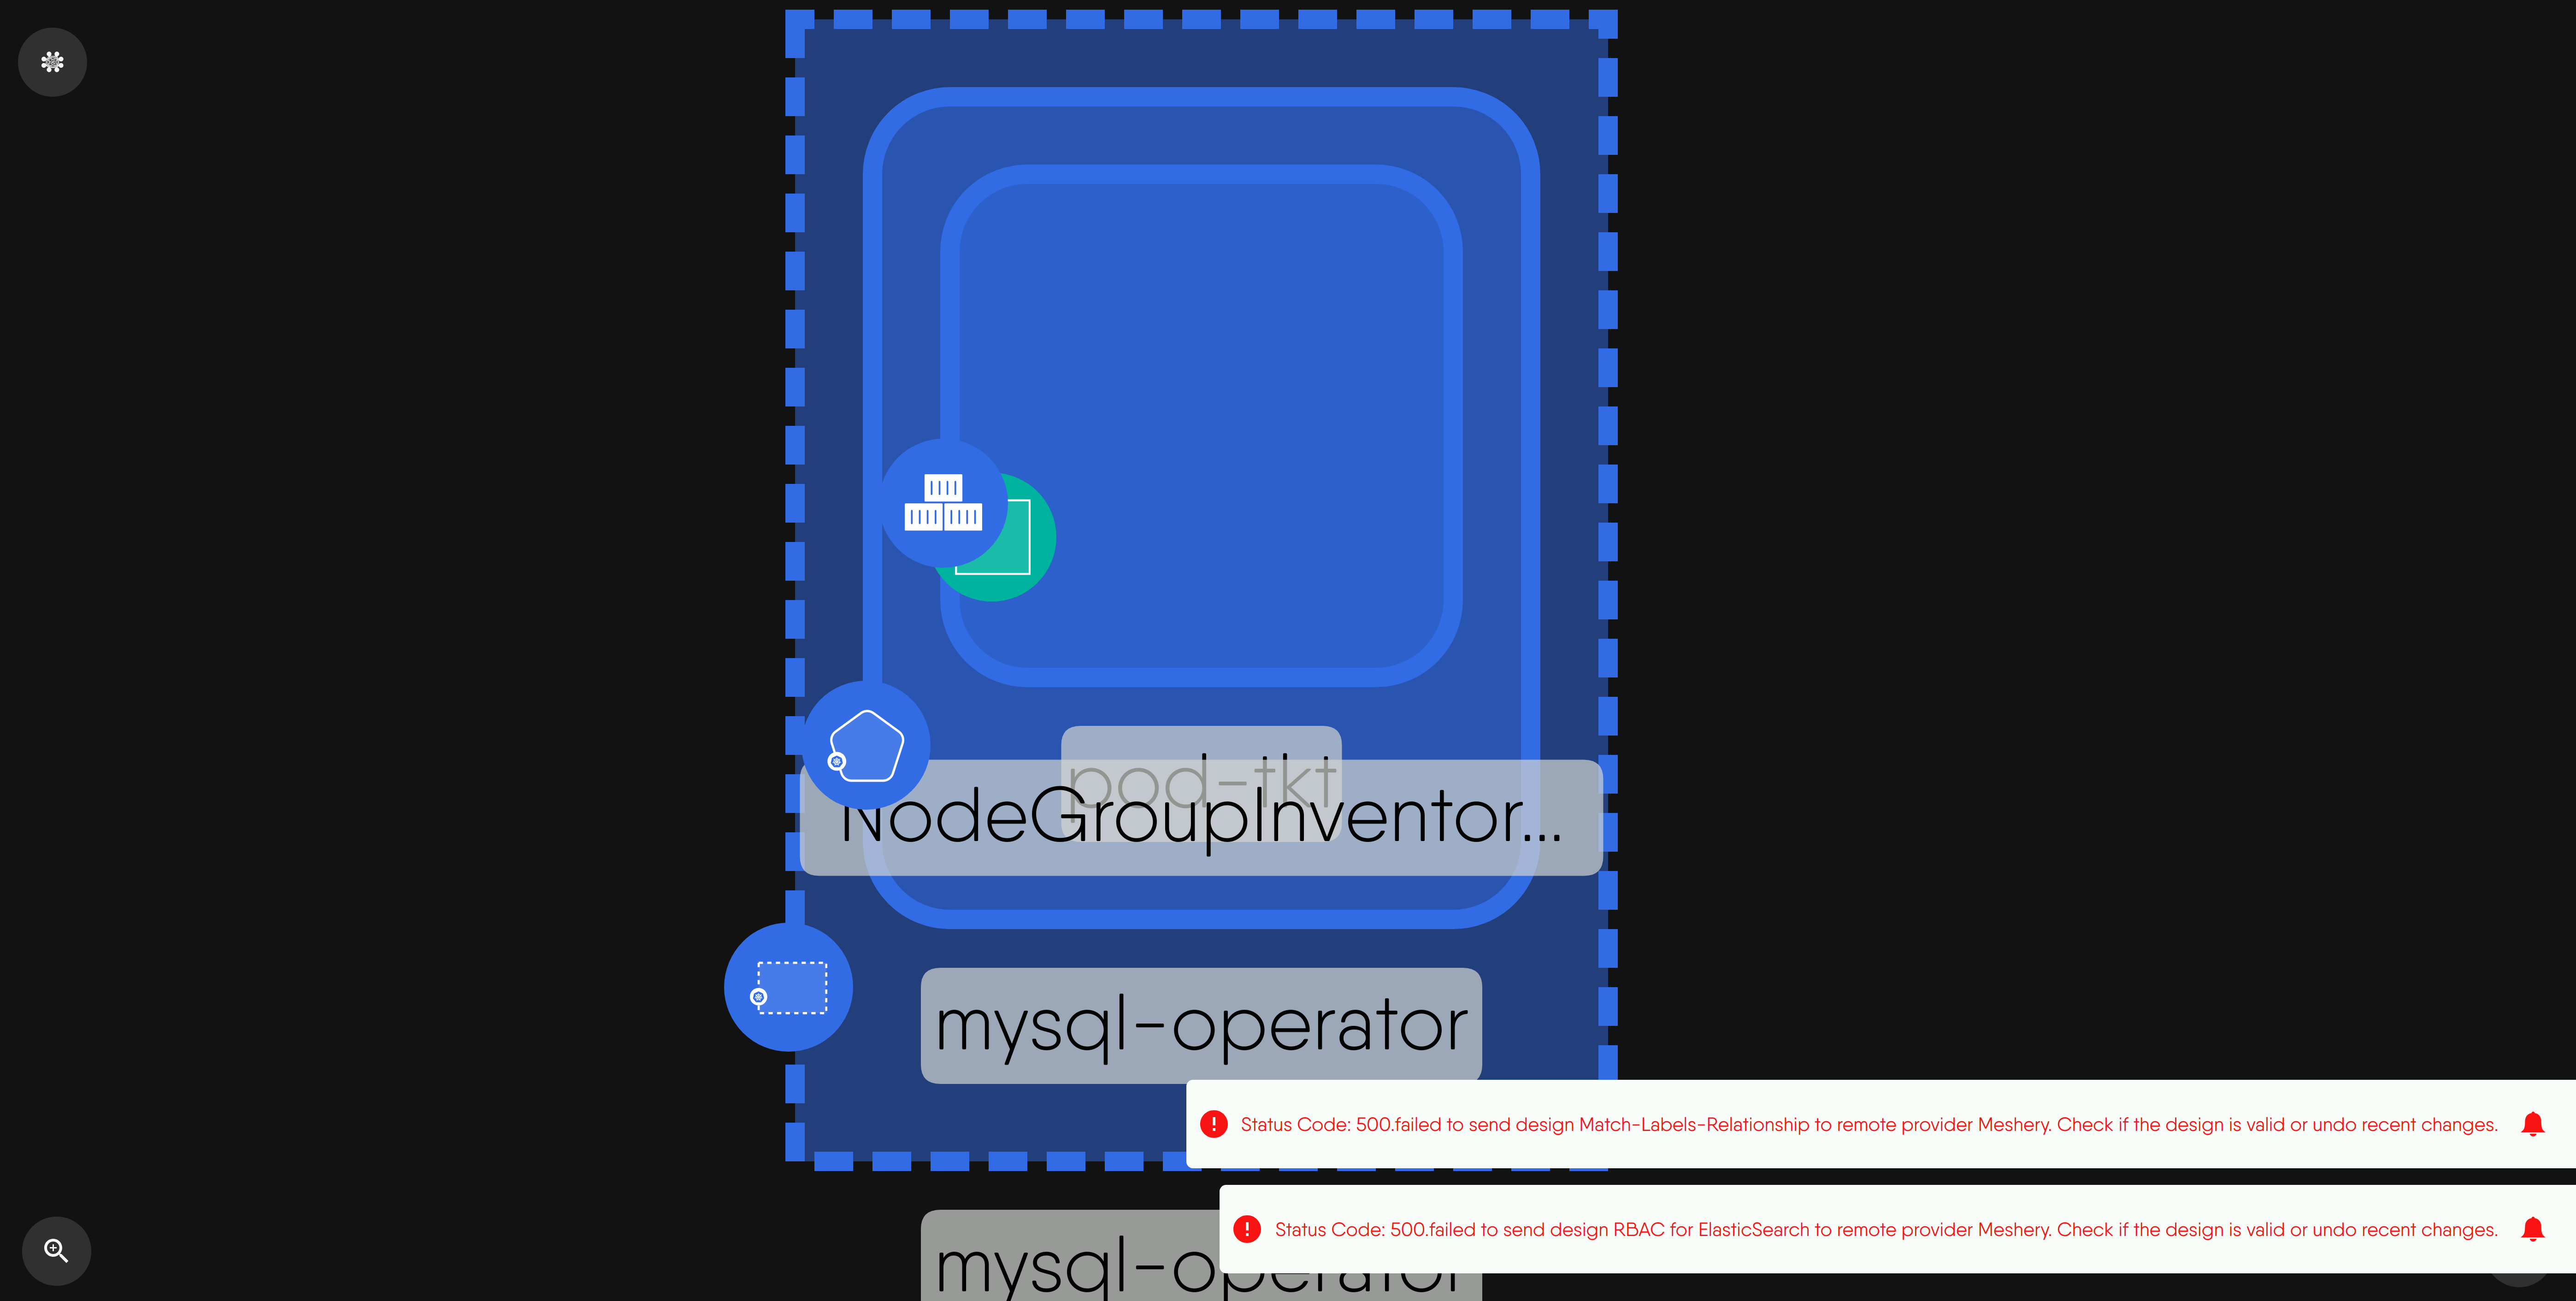 pod-tkt
NodeGroupInventor...
mysql-operator
Status Code: 500.failed to send design Match-Labels-Relationship to remote provider Meshery. Check if the design is valid or undo recent changes.
Status Code: 500.failed to send design RBAC for ElasticSearch to remote provider Meshery. Check if the design is valid or undo recent changes.
mysql-operator